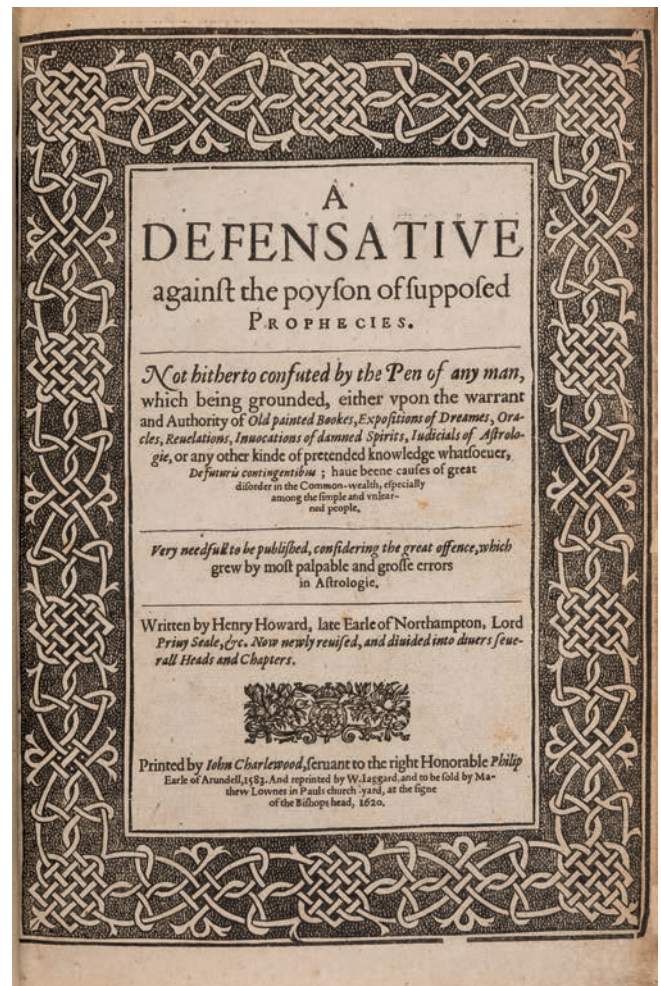 A
DEFENSATIVE
againſt the poyſon of ſuppoſed
PROPHECIES.
Not hitherto confuted by the Pen of any man,
which being grounded, either vpon the warrant
and Authority of Old painted Bookes, Expoſitions of Dreames, Ora-
cles, Reuelations, Inuocations of damned Spirits, Iudicials of Aſtrolo-
gie, or any other kinde of pretended knowledge whatſoeuer,
De futuris contingentibus ; haue beene cauſes of great
diſorder in the Common-wealth, eſpecially
among the ſimple and vnlear-
ned people.
Very needfull to be publiſhed, conſidering the great offence, which
grew by moſt palpable and groſſe errors
in Aſtrologie.
Written by Henry Howard, late Earle of Northampton, Lord
Priuy Seale, &c. Now newly reuiſed, and diuided into diuers ſeue-
rall Heads and Chapters.
Printed by Iohn Charlewood, ſeruant to the right Honorable Philip
Earle of Arundell, 1583. And reprinted by W. Iaggard, and to be ſold by Ma-
thew Lownes in Pauls church-yard, at the ſigne
of the Biſhops head, 1620.